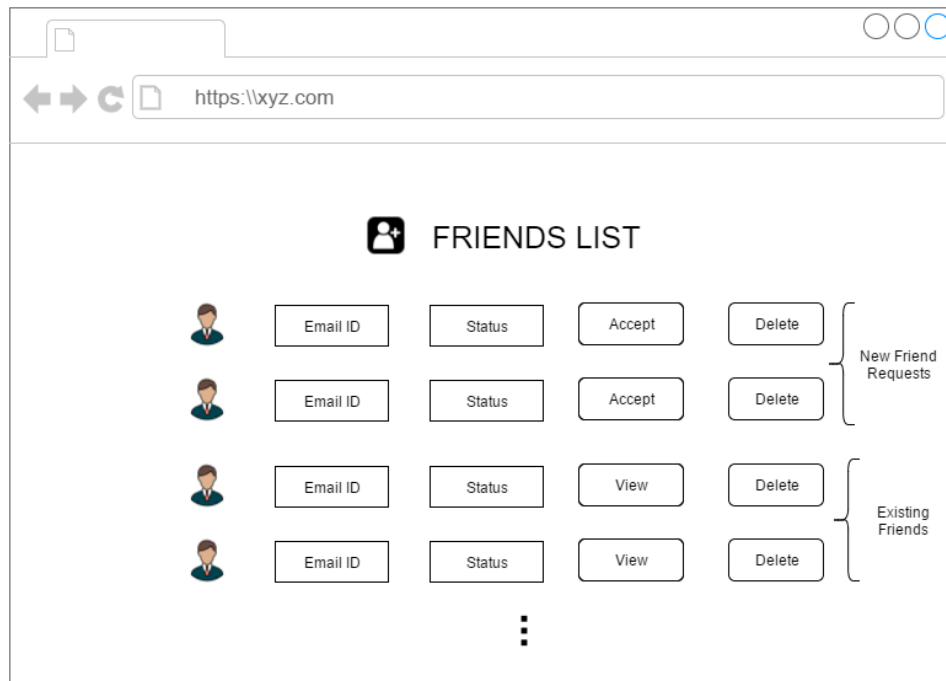 https:\\xyz.com
FRIENDS LIST
Email ID Status Accept Delete
Email ID Status Accept Delete
New Friend
Requests
Email ID Status View Delete
Email ID Status View Delete
Existing
Friends